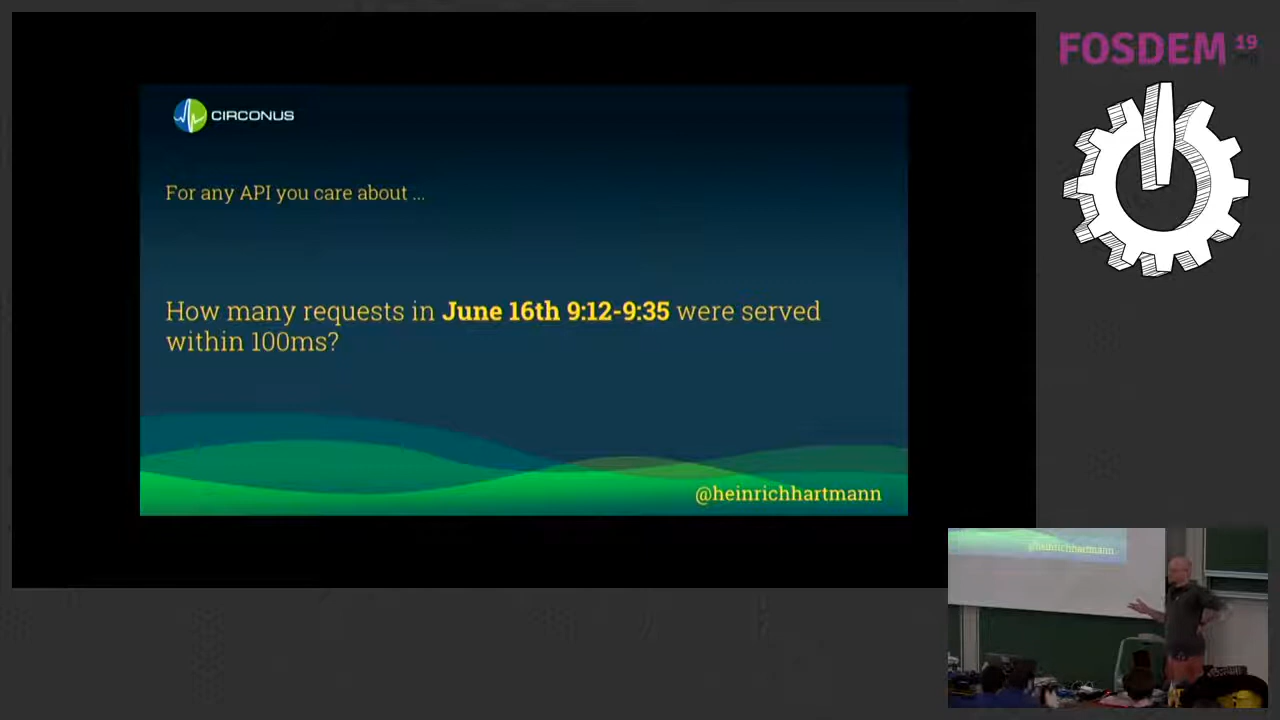 CIRCONUS
For any API you care about ...
How many requests in June 16th 9:12-9:35 were served
within 100ms?
@heinrichhartmann
FOSDEM 19
@heinrichhartmann